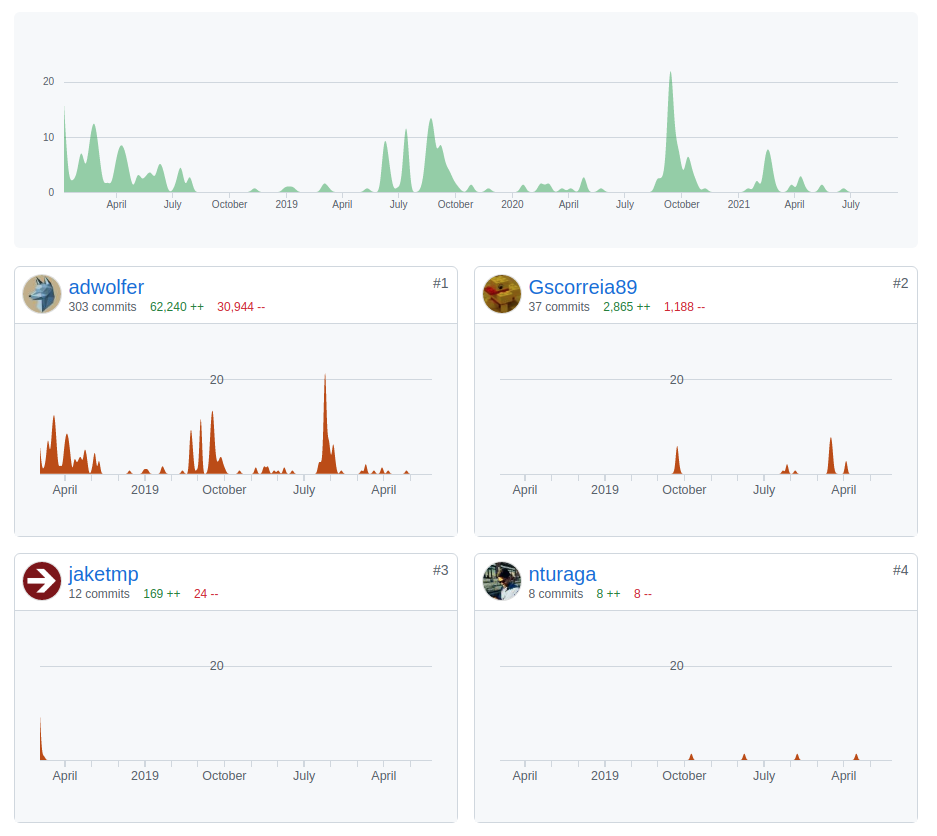 20
10
0
April July October 2019 April July October 2020 April July October 2021 April July
adwolfer #1
303 commits 62,240 ++ 30,944 --
20
April 2019 October July April
Gscorreia89 #2
37 commits 2,865 ++ 1,188 --
20
April 2019 October July April
jaketmp #3
12 commits 169 ++ 24 --
20
April 2019 October July April
nturaga #4
8 commits 8 ++ 8 --
20
April 2019 October July April